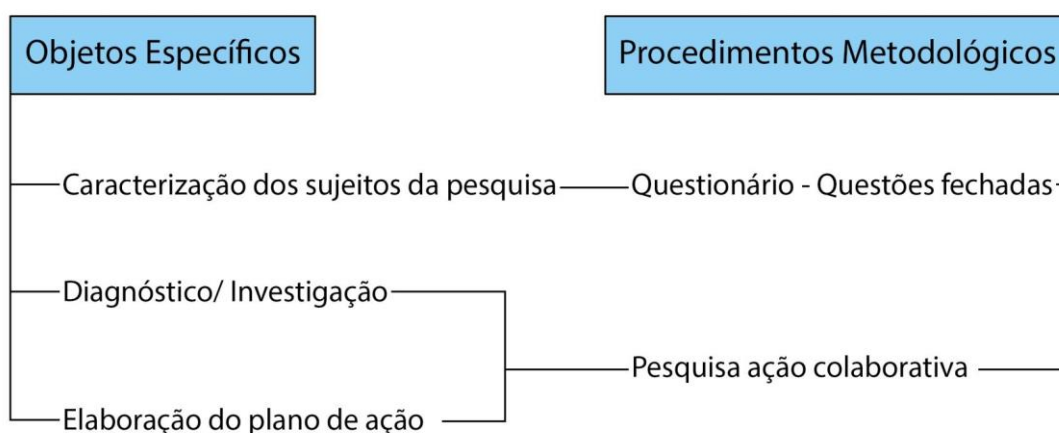 Objetos Específicos
Procedimentos Metodológicos
Caracterização dos sujeitos da pesquisa
Questionário - Questões fechadas
Diagnóstico/ Investigação
Pesquisa ação colaborativa
Elaboração do plano de ação